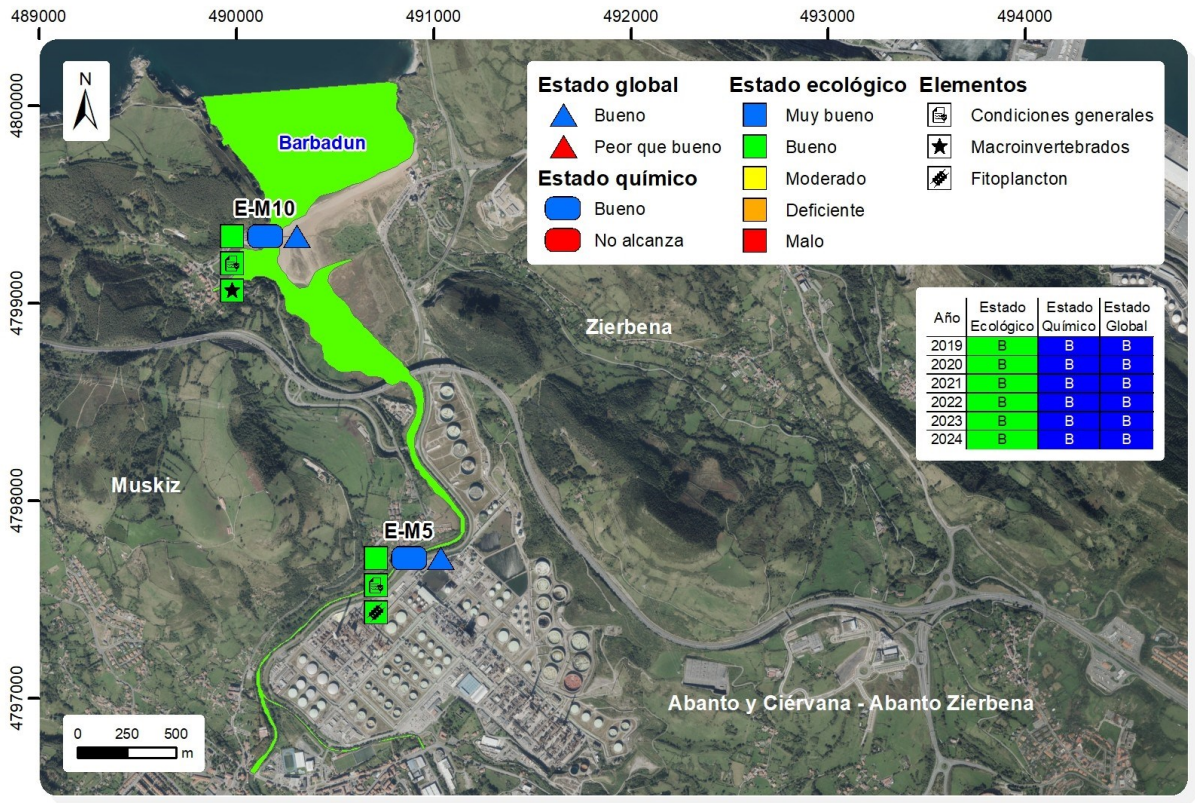 489000 490000 491000 492000 493000 494000
4800000
4799000
4798000
4797000
N
Barbadun
E-M10
Zierbena
Muskiz
E-M5
Abanto y Ciérvana - Abanto Zierbena
0 250 500
m
Estado global
Bueno
Peor que bueno
Estado químico
Bueno
No alcanza
Estado ecológico
Muy bueno
Bueno
Moderado
Deficiente
Malo
Elementos
Condiciones generales
Macroinvertebrados
Fitoplancton
Año Estado Ecológico Estado Químico Estado Global
2019 B B B
2020 B B B
2021 B B B
2022 B B B
2023 B B B
2024 B B B